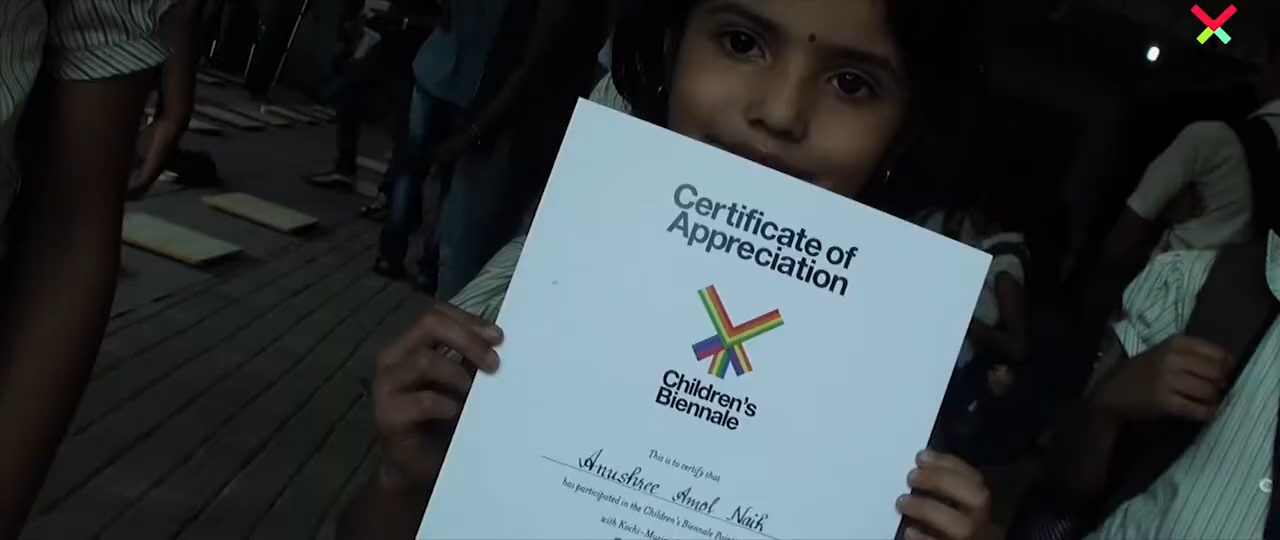 Certificate of
Appreciation
Children's
Biennale
This is to certify that
Anushree Amol Naik
has participated in the Children's Biennale
with Kochi-